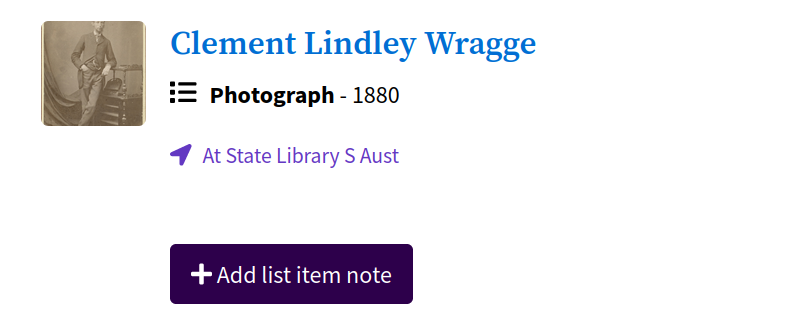 Clement Lindley Wragge
Photograph - 1880
At State Library S Aust
Add list item note